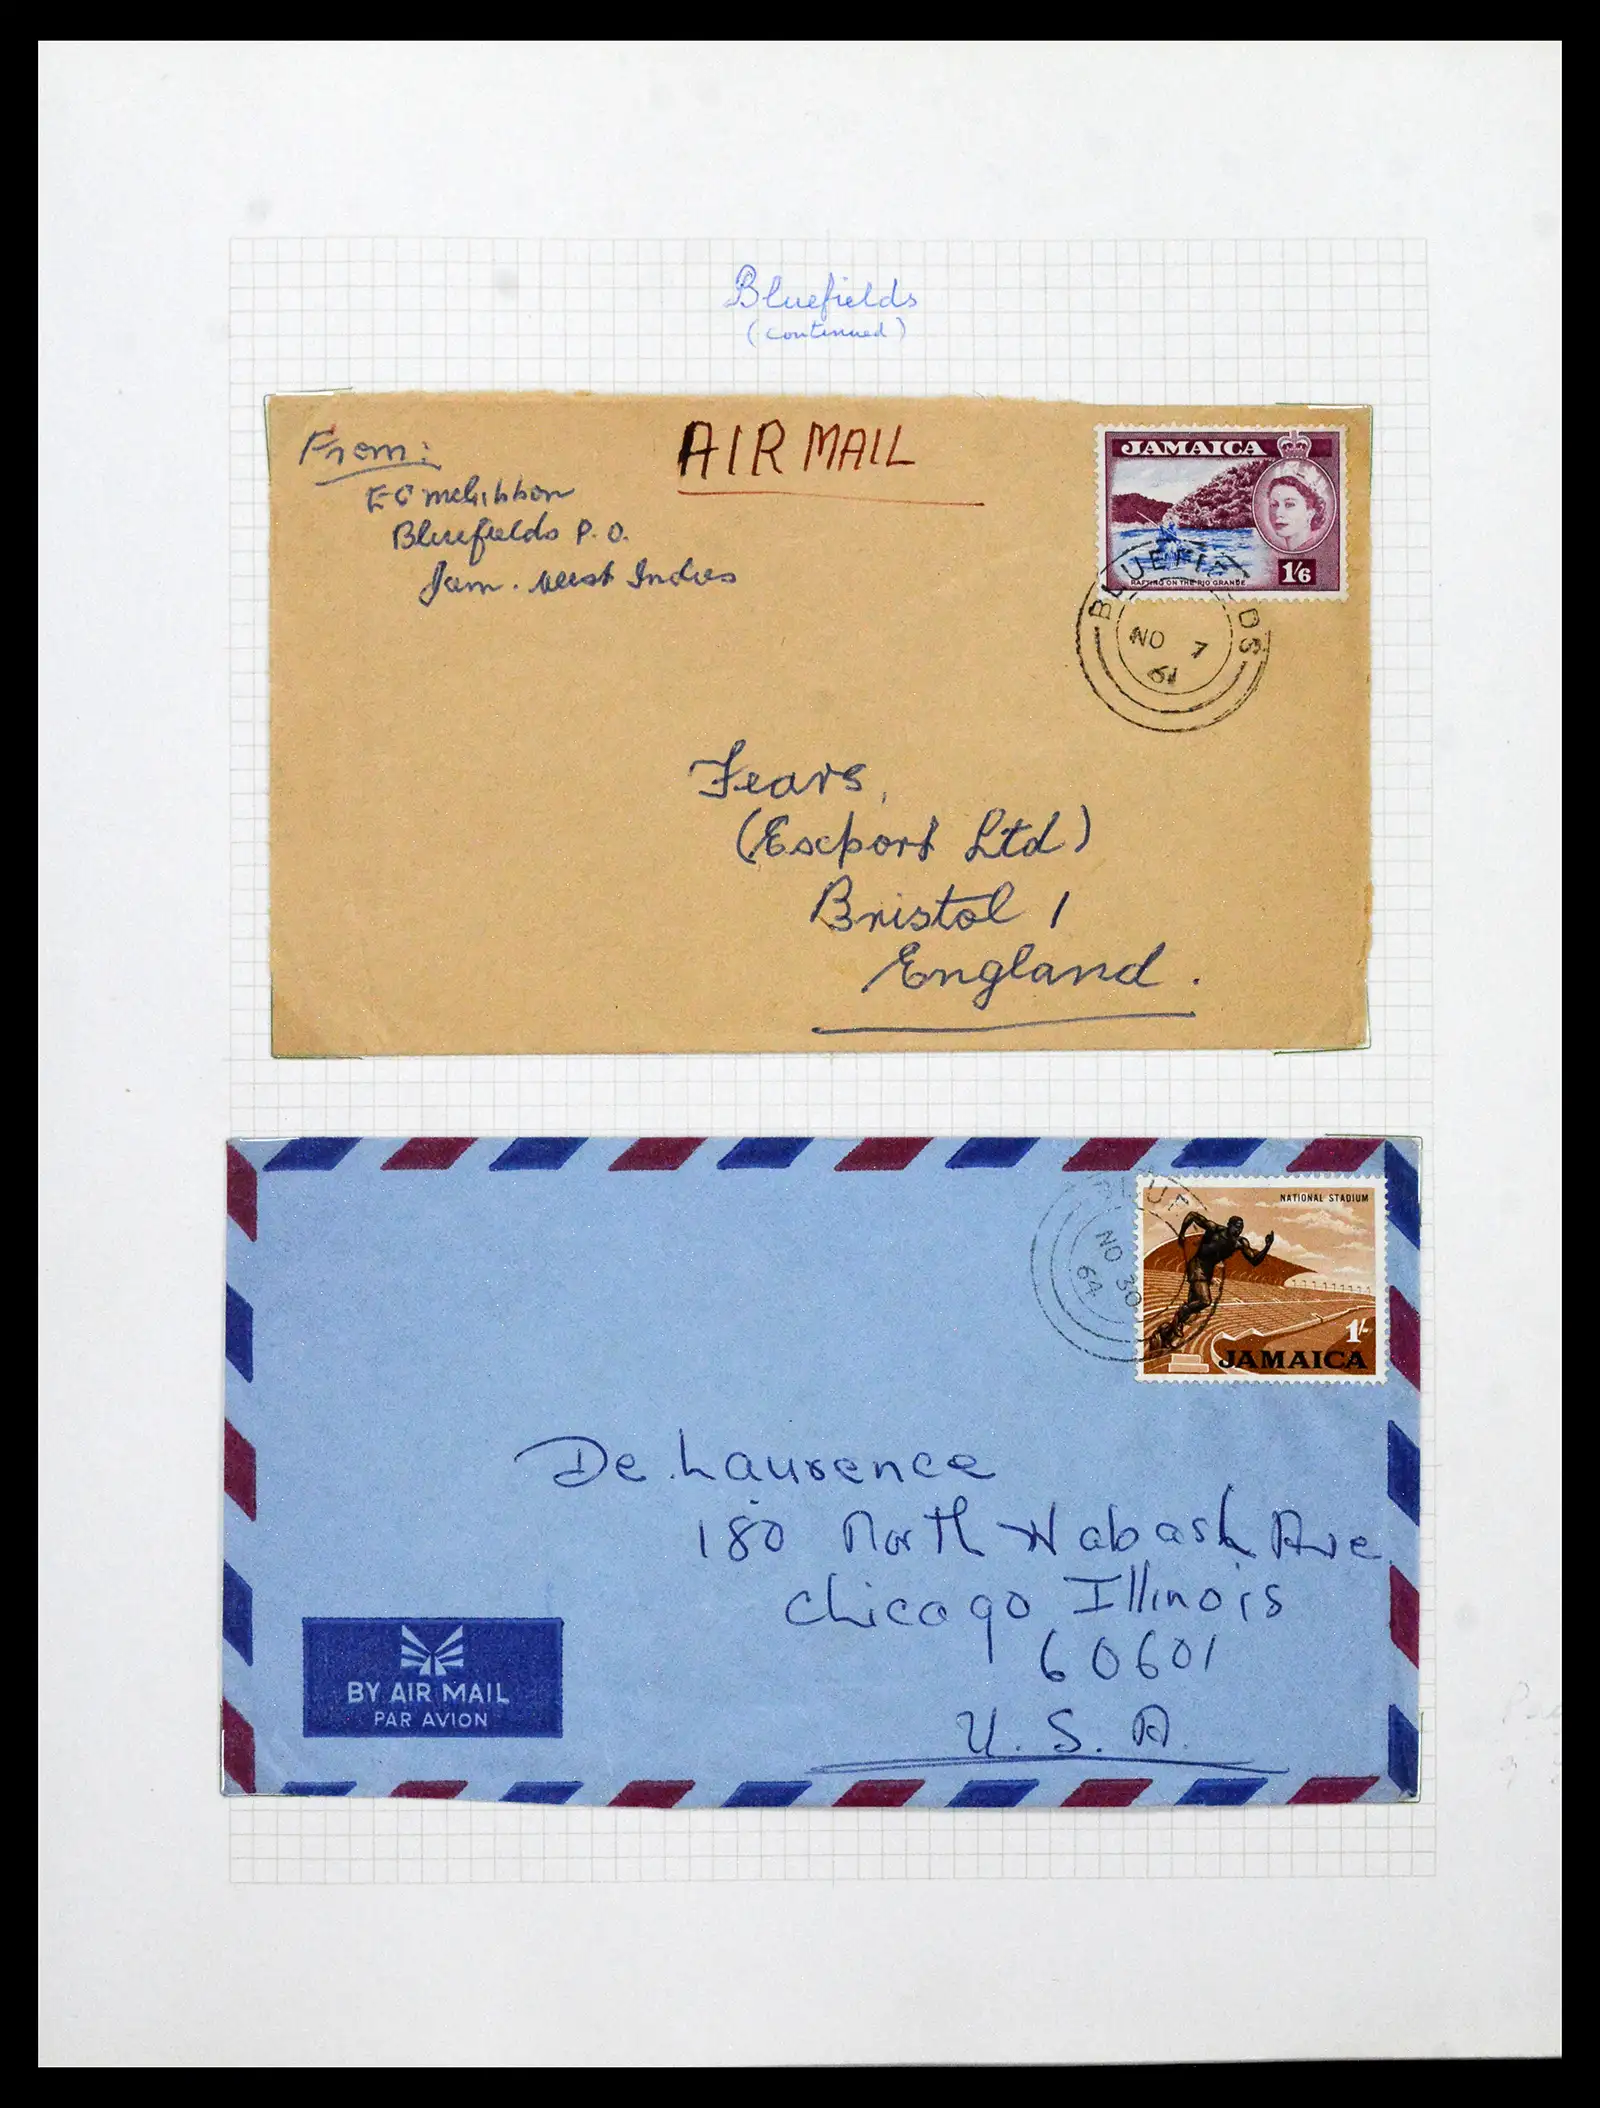 Bluefields
(continued)
From:
E C McGibbon
Bluefields P.O.
Jam. West Indies
AIR MAIL
JAMAICA
RAFTING ON THE RIO GRANDE
1/6
BLUEFIELDS
NO 7
61
Fears,
(Export Ltd)
Bristol 1
England.
NATIONAL STADIUM
1/-
JAMAICA
NO 30
64
De Laurence
180 North Wabash Ave
Chicago Illinois
60601
U. S. A.
BY AIR MAIL
PAR AVION